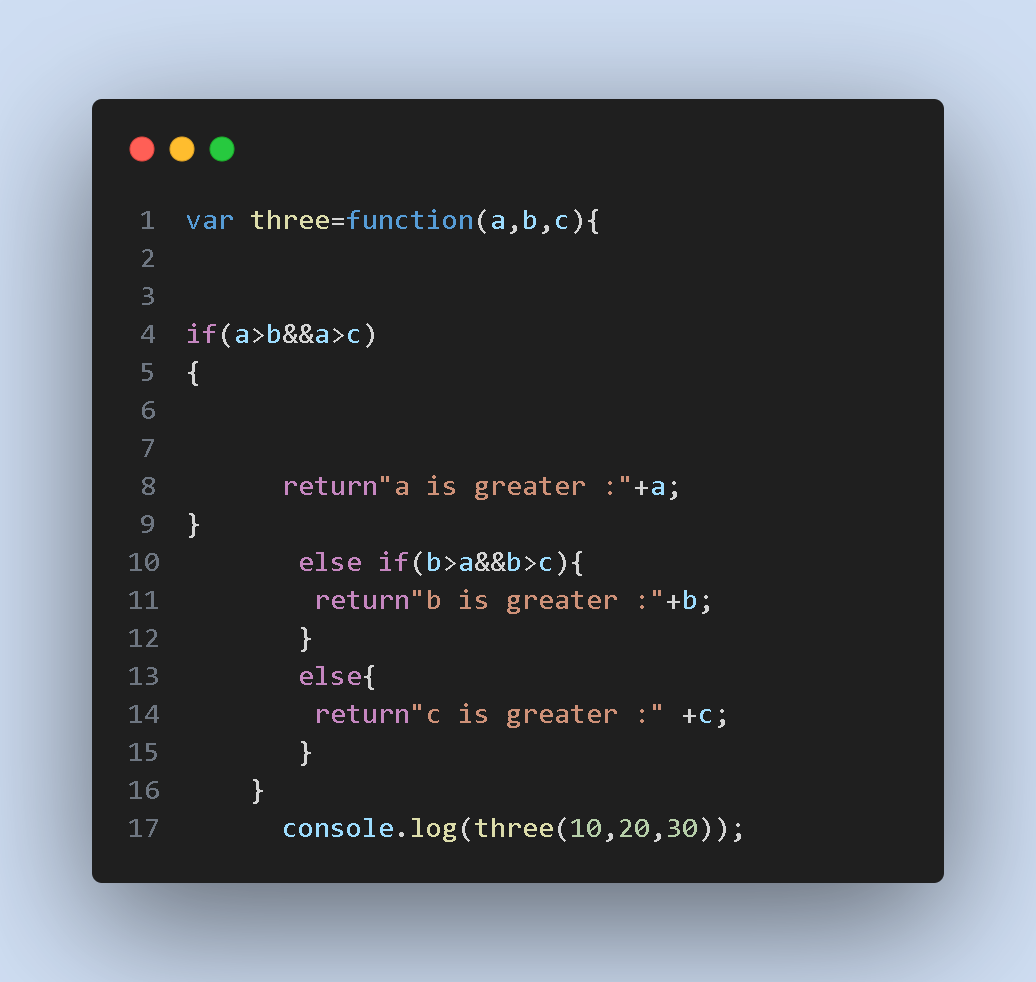 1 var three=function(a,b,c){
2
3
4 if(a>b&&a>c)
5 {
6
7
8       return"a is greater :"+a;
9 }
10        else if(b>a&&b>c){
11         return"b is greater :"+b;
12        }
13        else{
14         return"c is greater :" +c;
15        }
16     }
17       console.log(three(10,20,30));